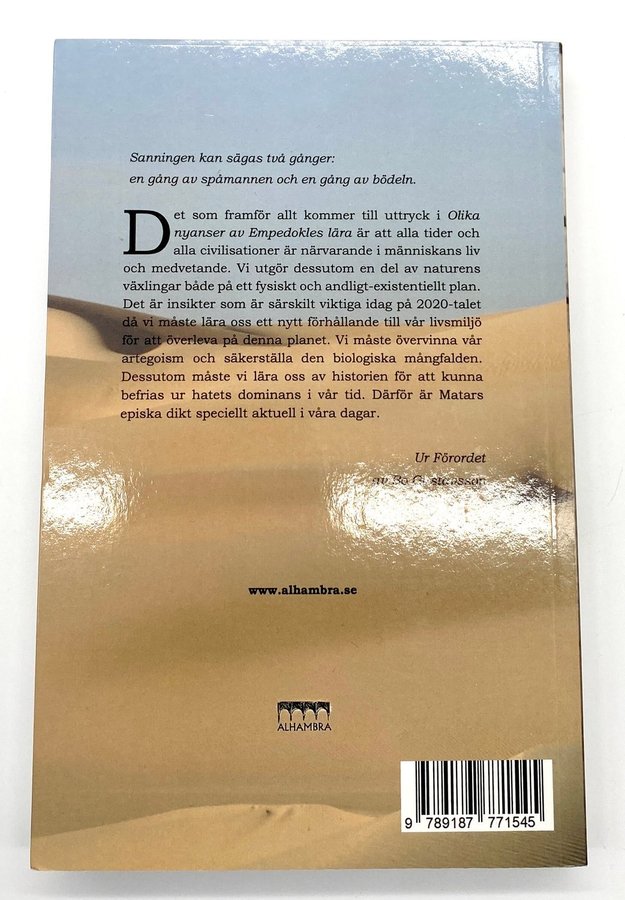 Sanningen kan sägas två gånger:
en gång av spåmannen och en gång av bödeln.
Det som framför allt kommer till uttryck i Olika
nyanser av Empedokles lära är att alla tider och
alla civilisationer är närvarande i människans liv
och medvetande. Vi utgör dessutom en del av naturens
växlingar både på ett fysiskt och andligt-existentiellt plan.
Det är insikter som är särskilt viktiga idag på 2020-talet
då vi måste lära oss ett nytt förhållande till vår livsmiljö
för att överleva på denna planet. Vi måste övervinna vår
artegoism och säkerställa den biologiska mångfalden.
Dessutom måste vi lära oss av historien för att kunna
befrias ur hatets dominans i vår tid. Därför är Matars
episka dikt speciellt aktuell i våra dagar.
Ur Förordet
av Bo Gustavsson
www.alhambra.se
ALHAMBRA
9 789187 771545